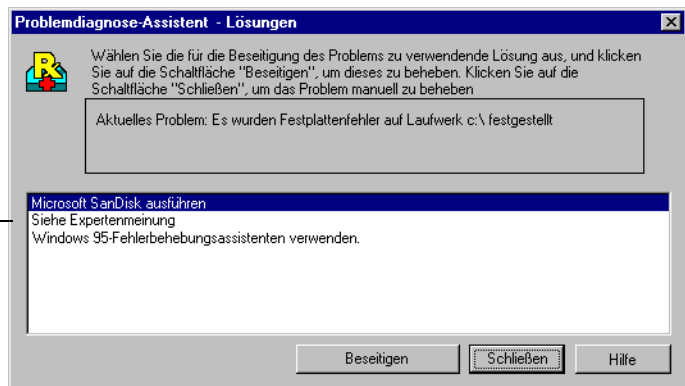 Problemdiagnose-Assistent - Lösungen
Wählen Sie die für die Beseitigung des Problems zu verwendende Lösung aus, und klicken
Sie auf die Schaltfläche "Beseitigen", um dieses zu beheben. Klicken Sie auf die
Schaltfläche "Schließen", um das Problem manuell zu beheben
Aktuelles Problem: Es wurden Festplattenfehler auf Laufwerk c:\ festgestellt
Microsoft SanDisk ausführen
Siehe Expertenmeinung
Windows 95-Fehlerbehebungsassistenten verwenden.
Beseitigen Schließen Hilfe